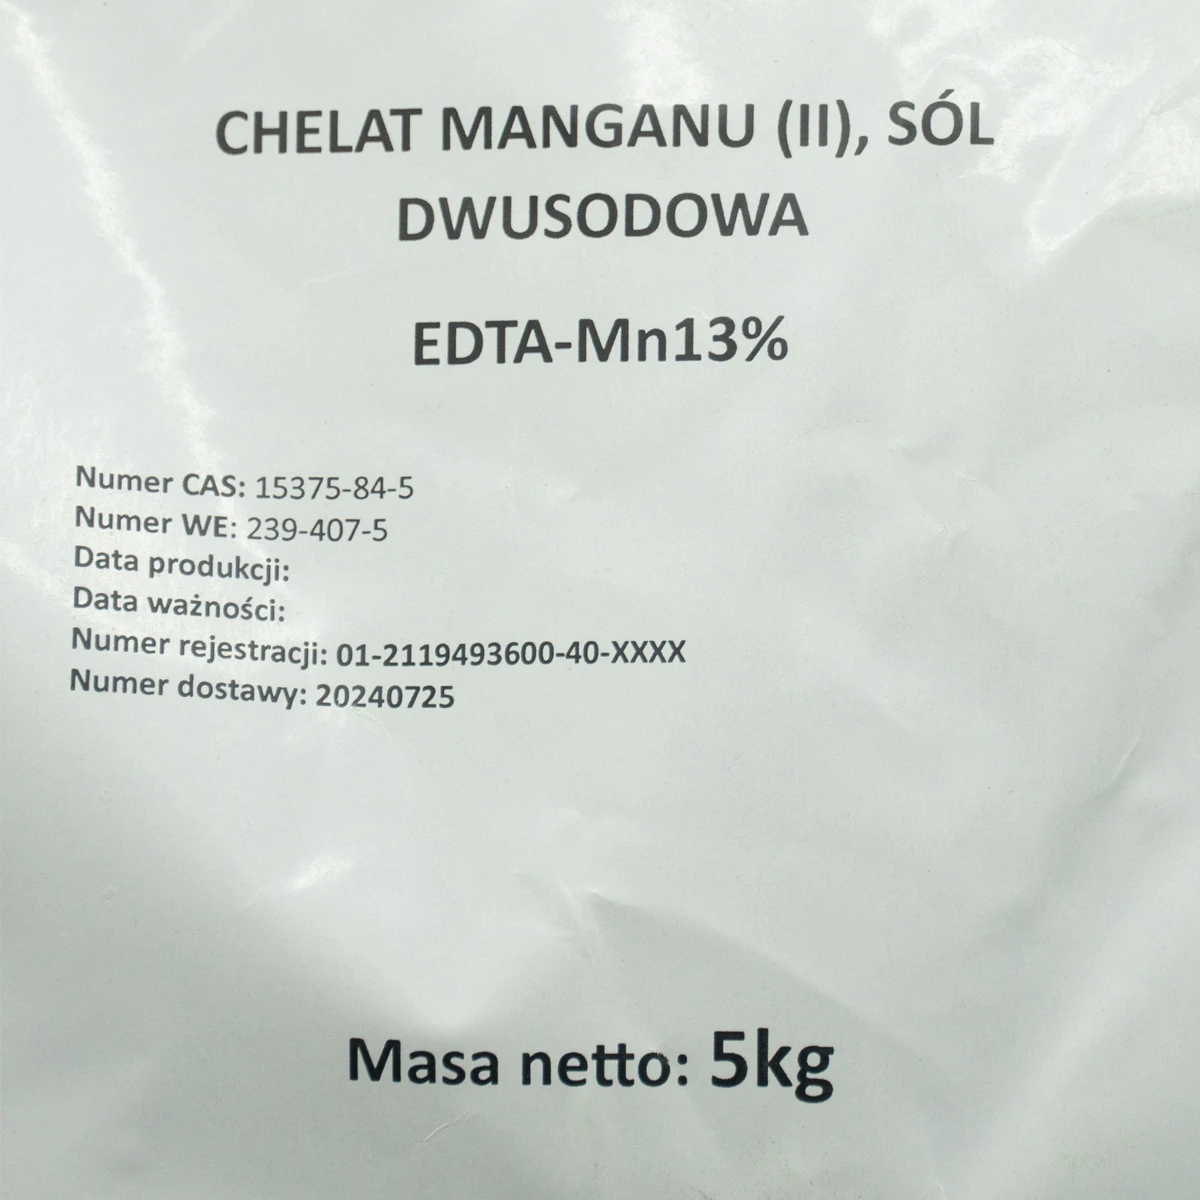 CHELAT MANGANU (II), SÓL
DWUSODOWA
EDTA-Mn13%
Numer CAS: 15375-84-5
Numer WE: 239-407-5
Data produkcji:
Data ważności:
Numer rejestracji: 01-2119493600-40-XXXX
Numer dostawy: 20240725
Masa netto: 5kg